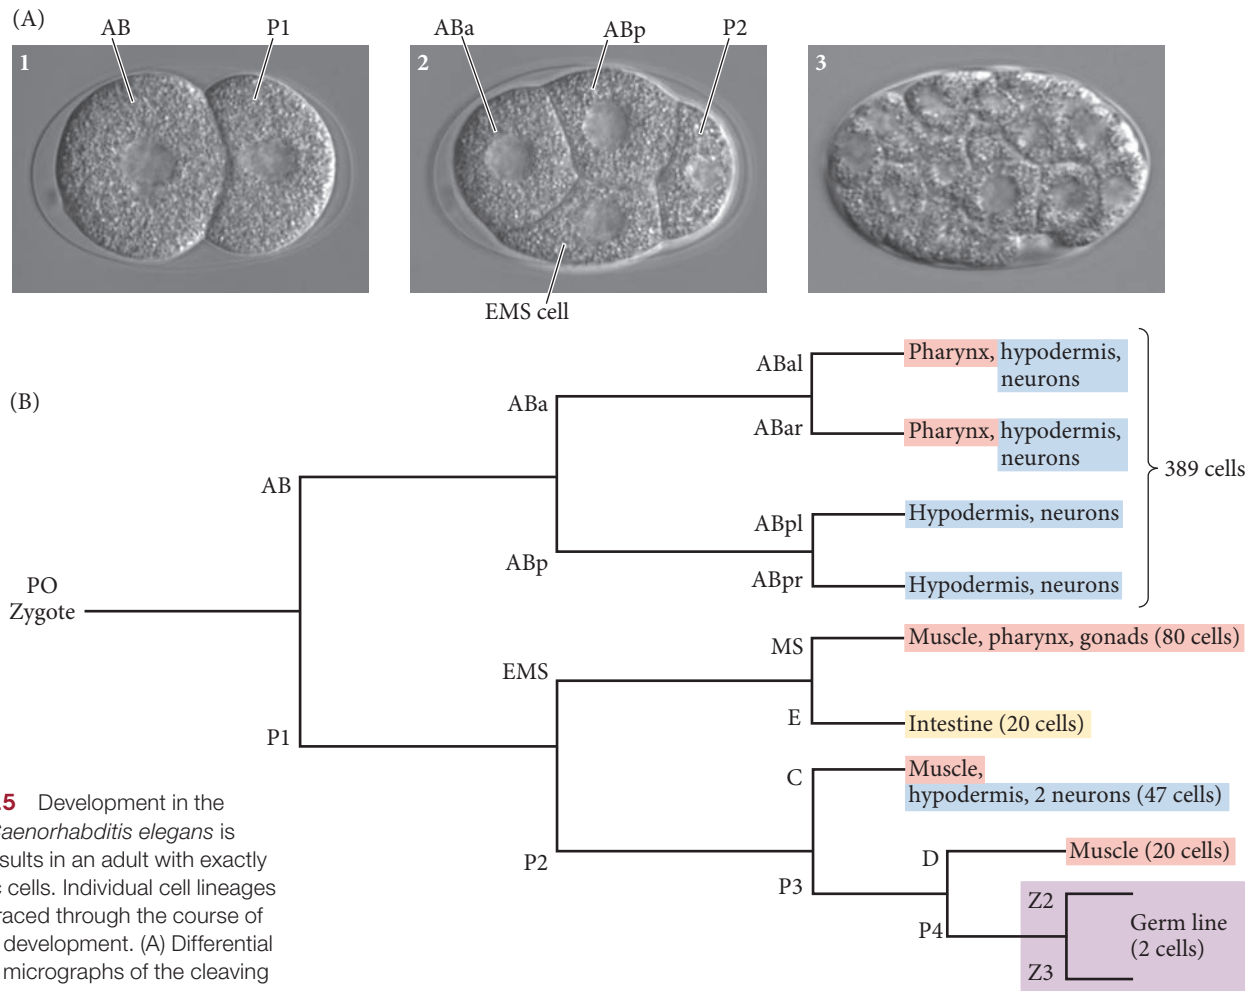 (A)
AB
P1
ABa
ABp
P2
1
2
3
EMS cell
(B)
PO
Zygote
AB
P1
ABa
ABp
EMS
P2
ABal
ABar
ABpl
ABpr
MS
E
C
P3
D
P4
Z2
Z3
Pharynx, hypodermis,
neurons
Pharynx, hypodermis,
neurons
Hypodermis, neurons
Hypodermis, neurons
389 cells
Muscle, pharynx, gonads (80 cells)
Intestine (20 cells)
Muscle,
hypodermis, 2 neurons (47 cells)
Muscle (20 cells)
Germ line
(2 cells)
.5 Development in the
elegans is
sults in an adult with exactly
cells. Individual cell lineages
raced through the course of
development. (A) Differential
micrographs of the cleaving